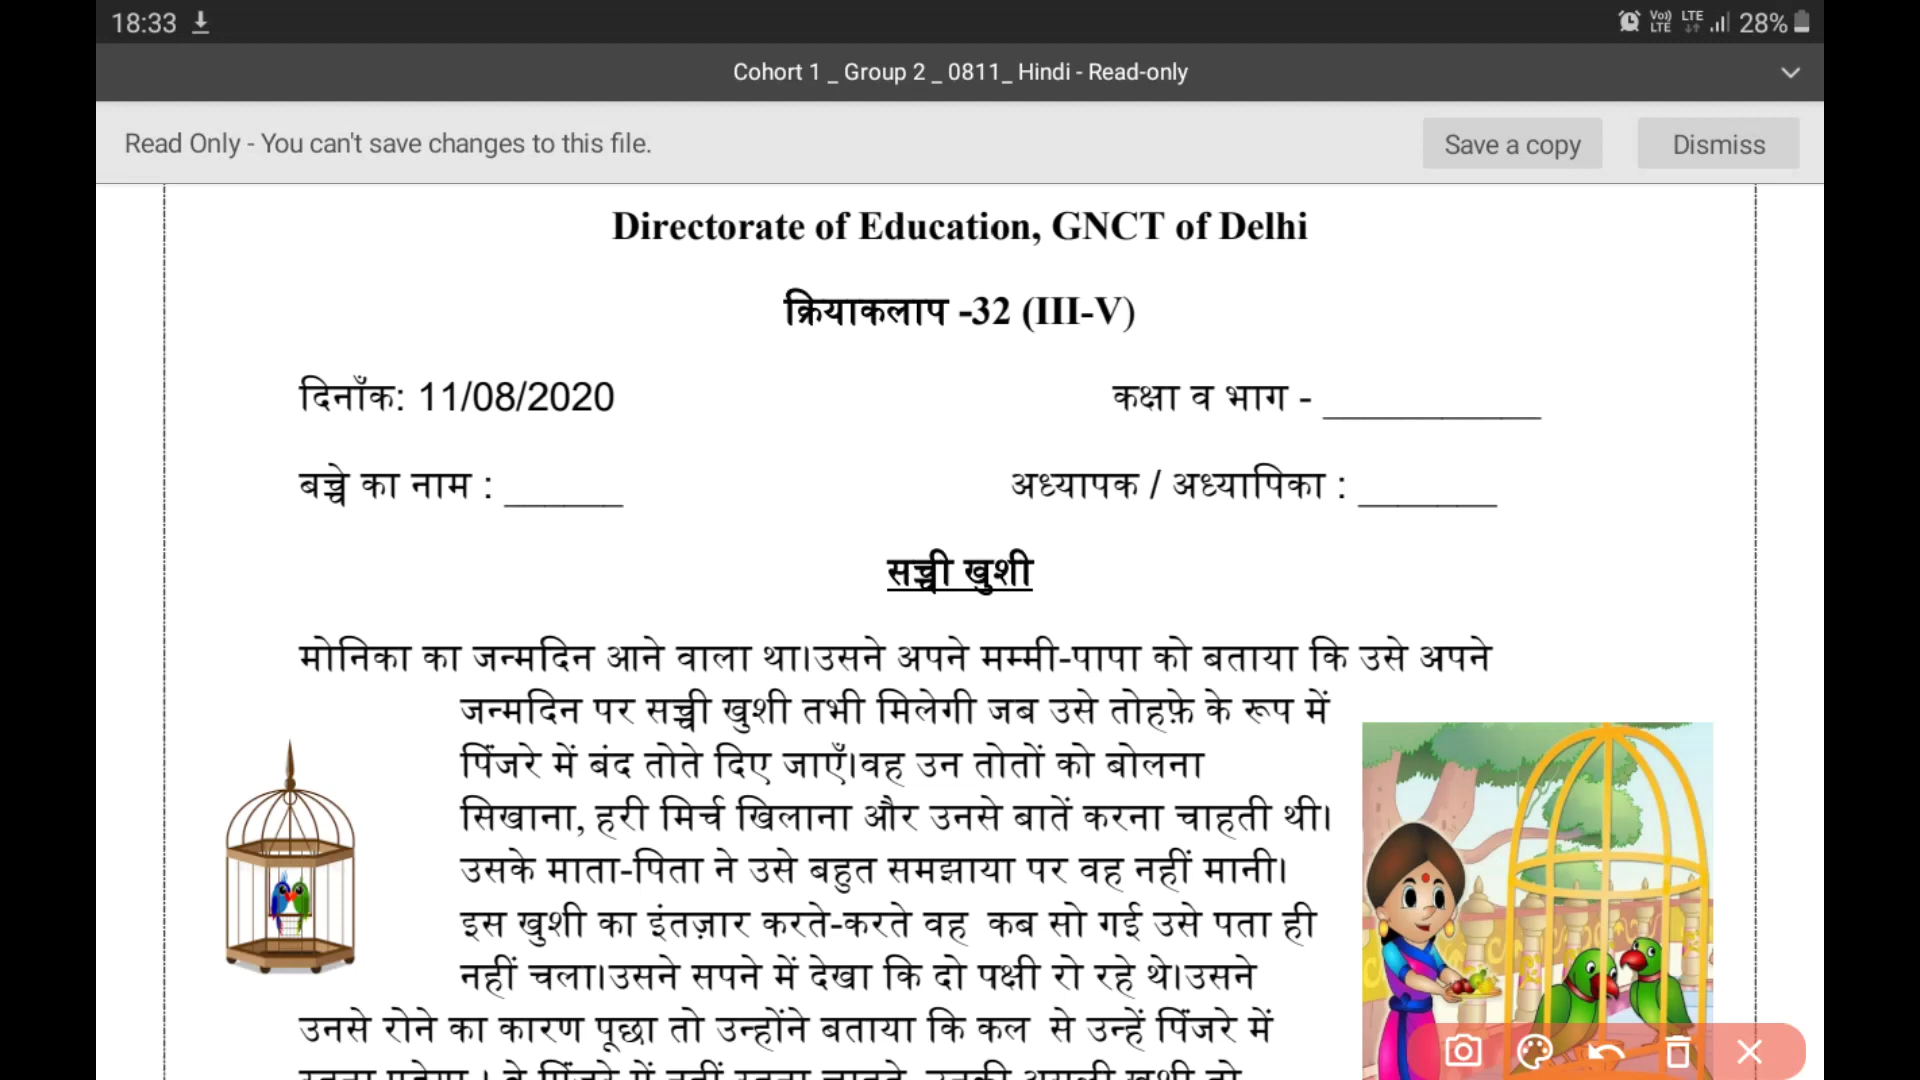 18:33
28%
Cohort 1 _ Group 2 _ 0811_ Hindi - Read-only
Read Only - You can't save changes to this file.
Save a copy
Dismiss
Directorate of Education, GNCT of Delhi
क्रियाकलाप -32 (III-V)
दिनाँक: 11/08/2020
कक्षा व भाग - ___________
बच्चे का नाम : ______
अध्यापक / अध्यापिका : _______
सच्ची खुशी
मोनिका का जन्मदिन आने वाला था।उसने अपने मम्मी-पापा को बताया कि उसे अपने
जन्मदिन पर सच्ची खुशी तभी मिलेगी जब उसे तोहफ़े के रूप में
पिंजरे में बंद तोते दिए जाएँ।वह उन तोतों को बोलना
सिखाना, हरी मिर्च खिलाना और उनसे बातें करना चाहती थी।
उसके माता-पिता ने उसे बहुत समझाया पर वह नहीं मानी।
इस खुशी का इंतज़ार करते-करते वह कब सो गई उसे पता ही
नहीं चला।उसने सपने में देखा कि दो पक्षी रो रहे थे।उसने
उनसे रोने का कारण पूछा तो उन्होंने बताया कि कल से उन्हें पिंजरे में